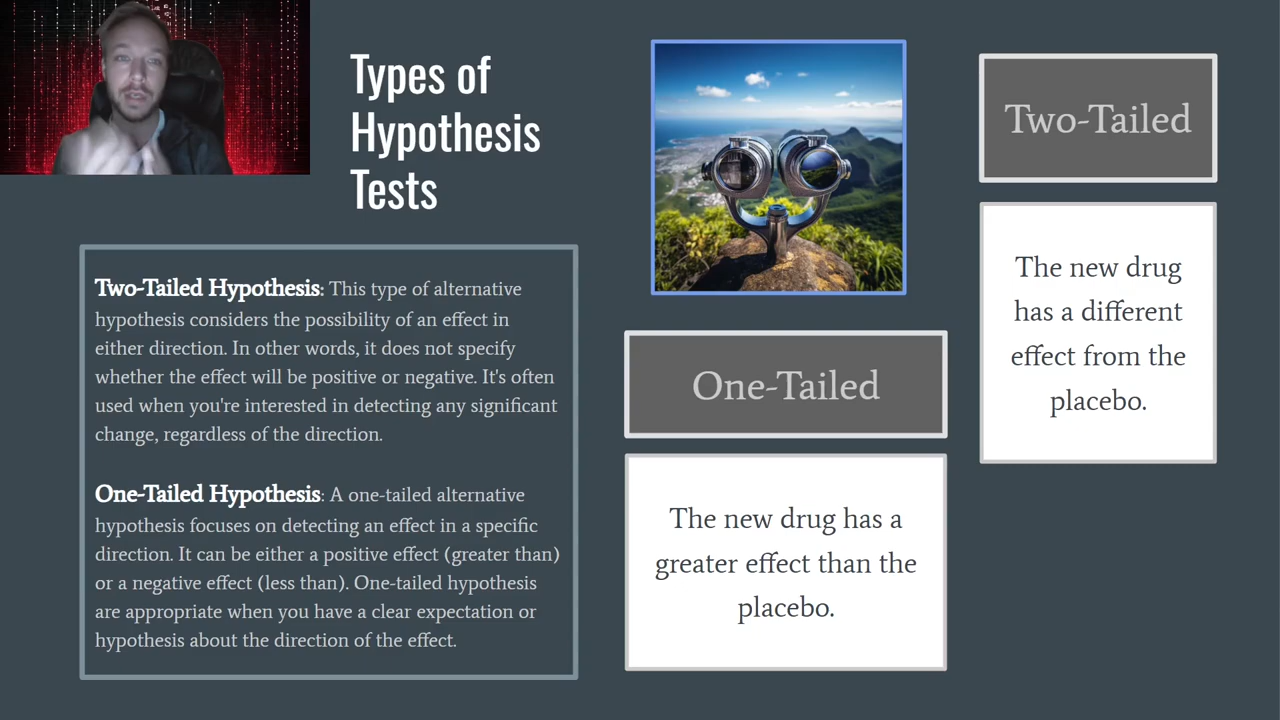 Types of
Hypothesis
Tests
Two-Tailed Hypothesis: This type of alternative
hypothesis considers the possibility of an effect in
either direction. In other words, it does not specify
whether the effect will be positive or negative. It's often
used when you're interested in detecting any significant
change, regardless of the direction.
One-Tailed Hypothesis: A one-tailed alternative
hypothesis focuses on detecting an effect in a specific
direction. It can be either a positive effect (greater than)
or a negative effect (less than). One-tailed hypothesis
are appropriate when you have a clear expectation or
hypothesis about the direction of the effect.
One-Tailed
The new drug has a
greater effect than the
placebo.
Two-Tailed
The new drug
has a different
effect from the
placebo.